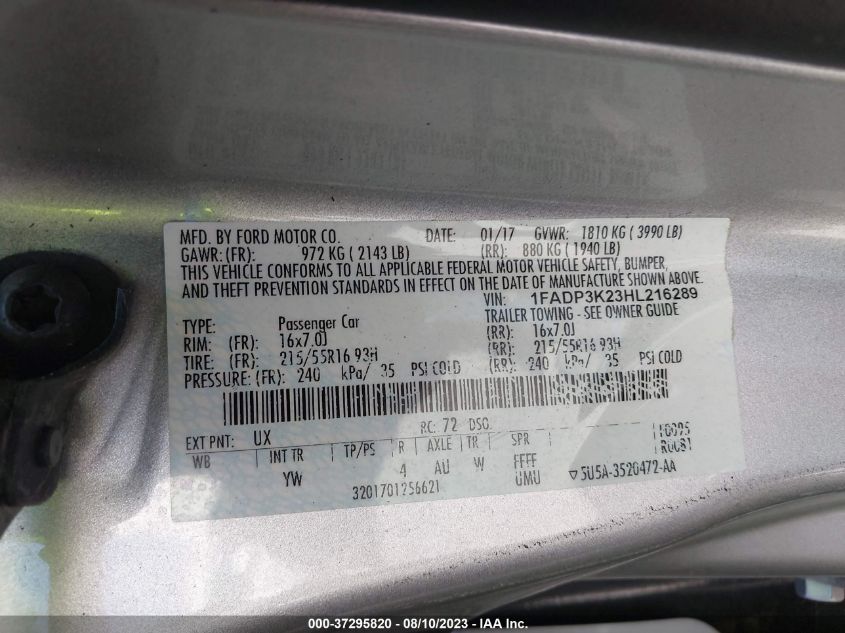 MFD. BY FORD MOTOR CO. DATE: 01/17 GVWR: 1810 KG ( 3990 LB)
GAWR: (FR): 972 KG ( 2143 LB) (RR): 880 KG ( 1940 LB)
THIS VEHICLE CONFORMS TO ALL APPLICABLE FEDERAL MOTOR VEHICLE SAFETY, BUMPER,
AND THEFT PREVENTION STANDARDS IN EFFECT ON THE DATE OF MANUFACTURE SHOWN ABOVE.
VIN: 1FADP3K23HL216289
TYPE: Passenger Car TRAILER TOWING - SEE OWNER GUIDE
RIM: (FR): 16x7.0J (RR): 16x7.0J
TIRE: (FR): 215/55R16 93H (RR): 215/55R16 93H
PRESSURE: (FR): 240 kPa/ 35 PSI COLD (RR): 240 kPa/ 35 PSI COLD
EXT PNT: UX RC: 72 DSO:
WB INT TR TP/PS R AXLE TR SPR
YW 4 AU W FFFF
UMU
3201701256621
▽5U5A-3520472-AA
000-37295820 - 08/10/2023 - IAA Inc.